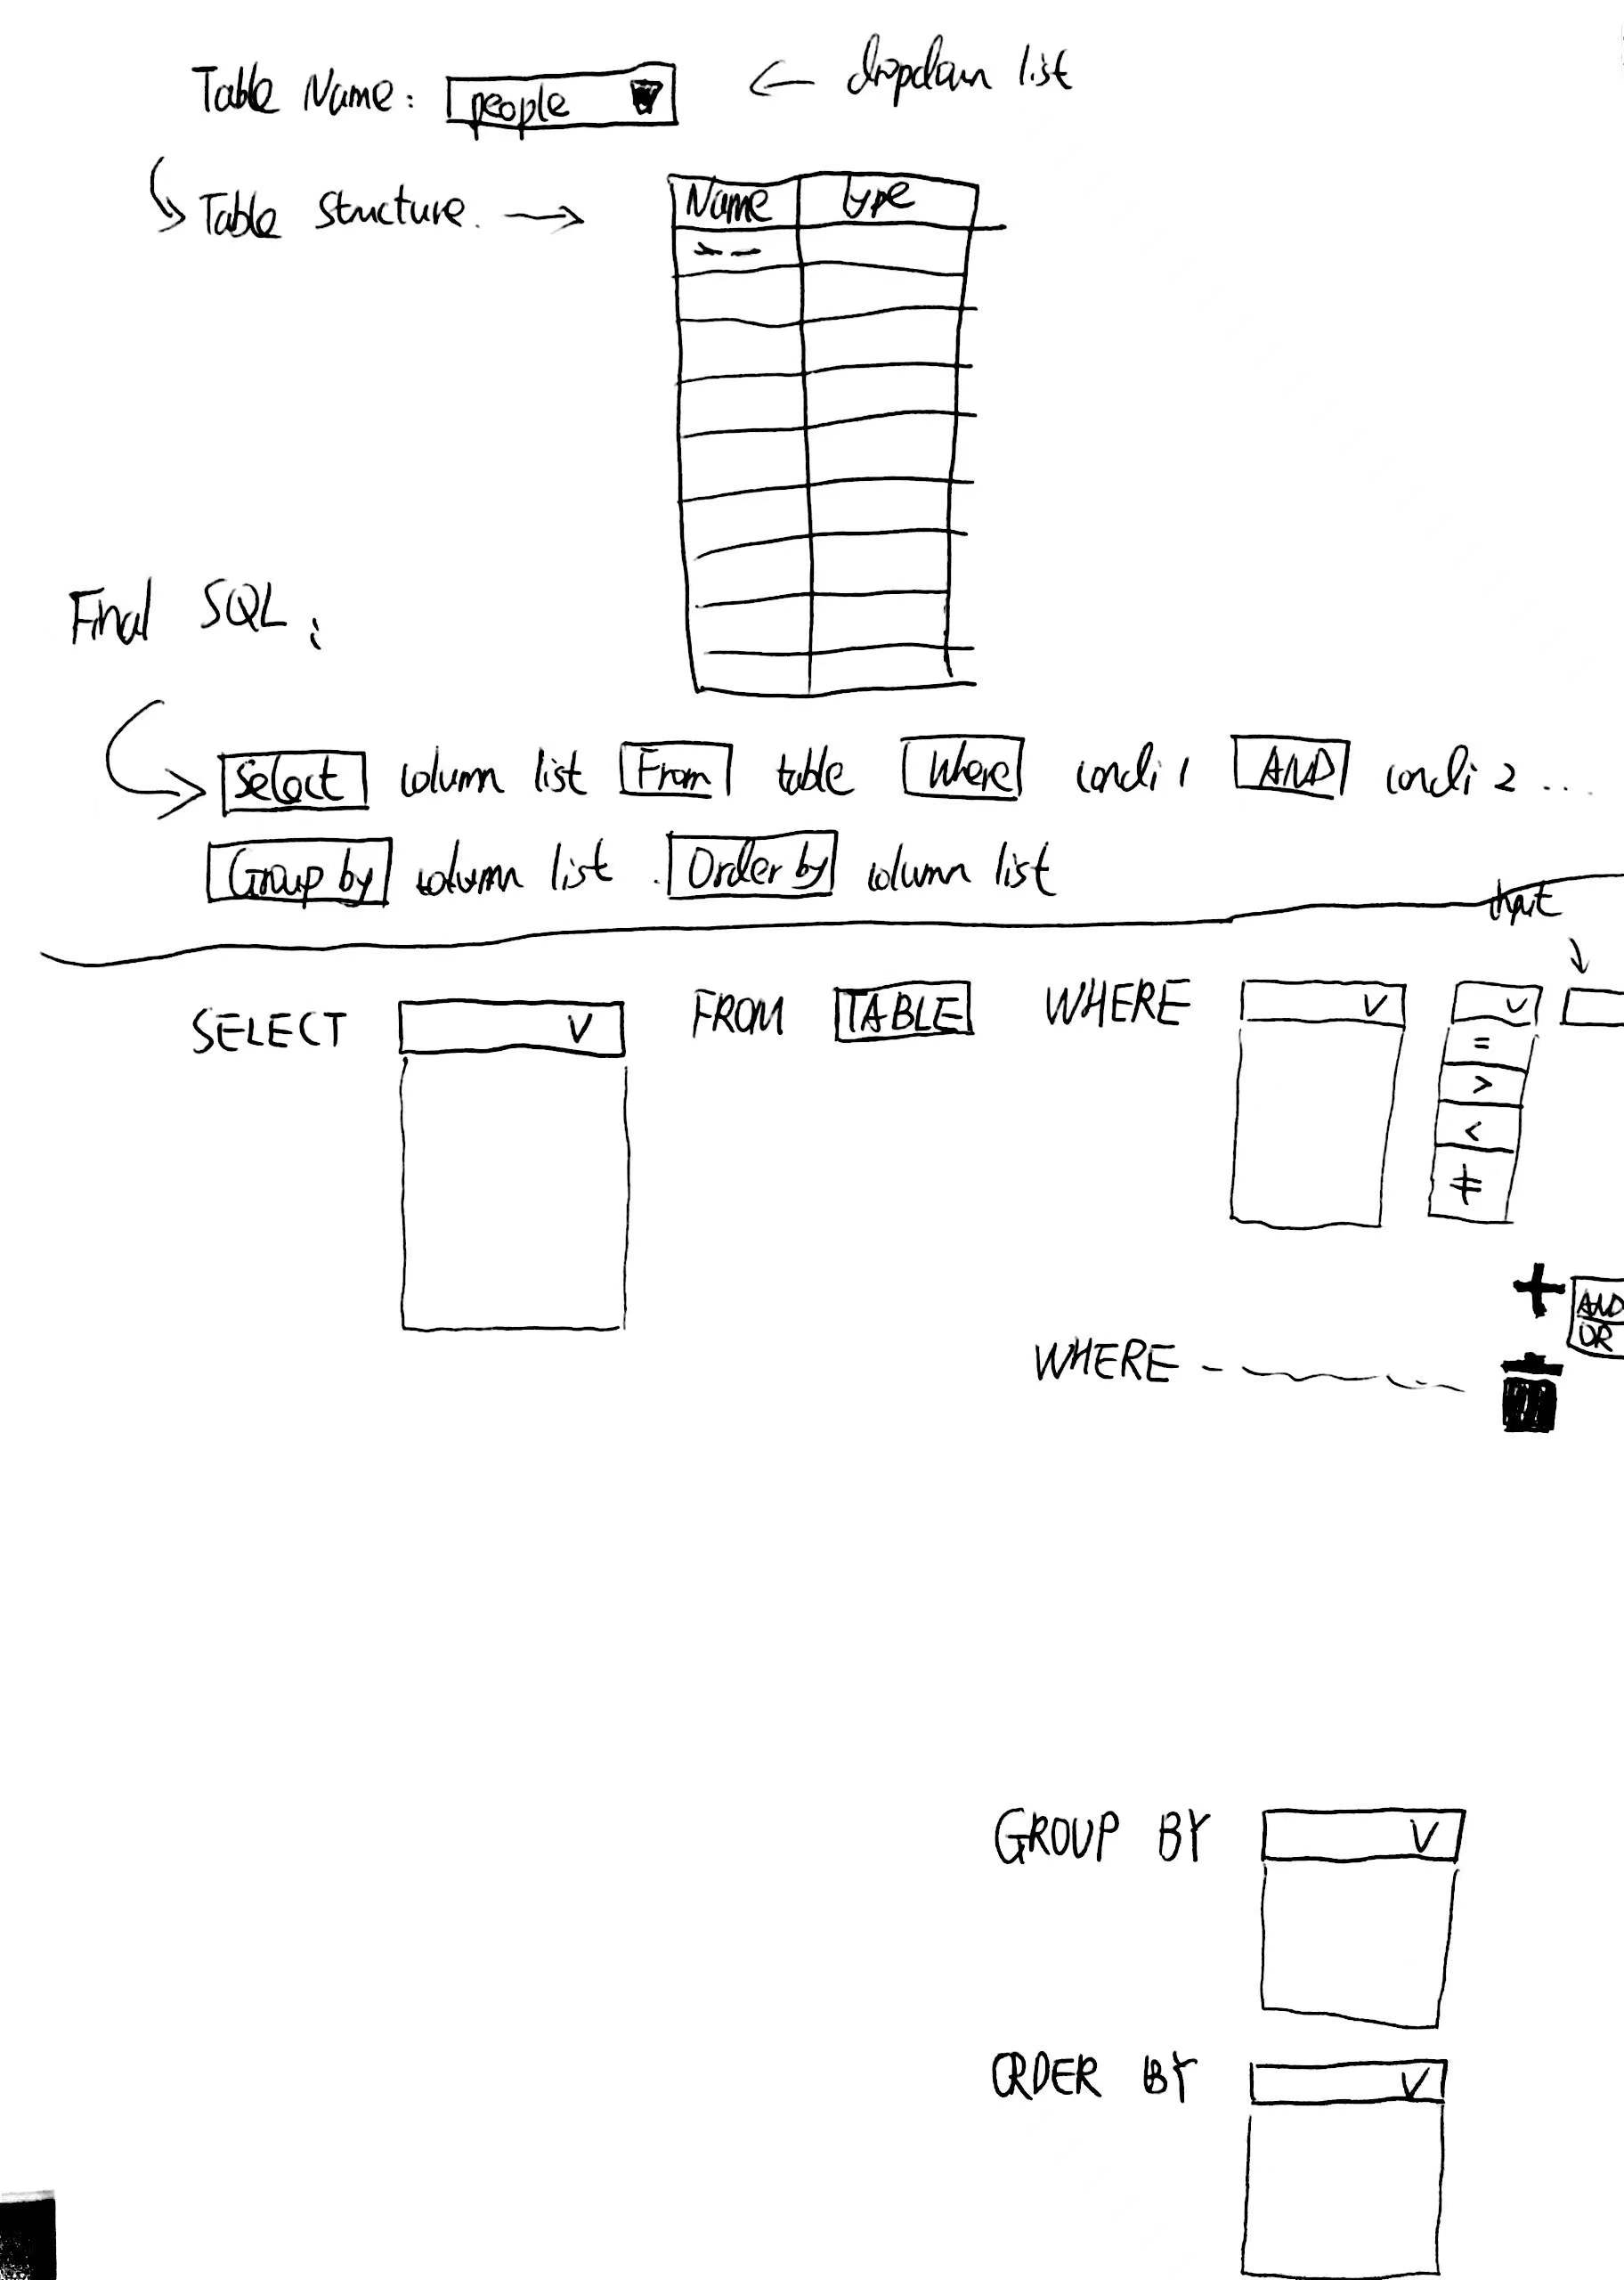 Table Name: people ← dropdown list
Table Structure. →
Name Type
Final SQL:
Select column list From table Where condi 1 AND condi 2 ...
Group by column list. Order by column list
SELECT V FROM TABLE WHERE V V
=
>
<
≠
+ AND
OR
WHERE
GROUP BY V
ORDER BY V